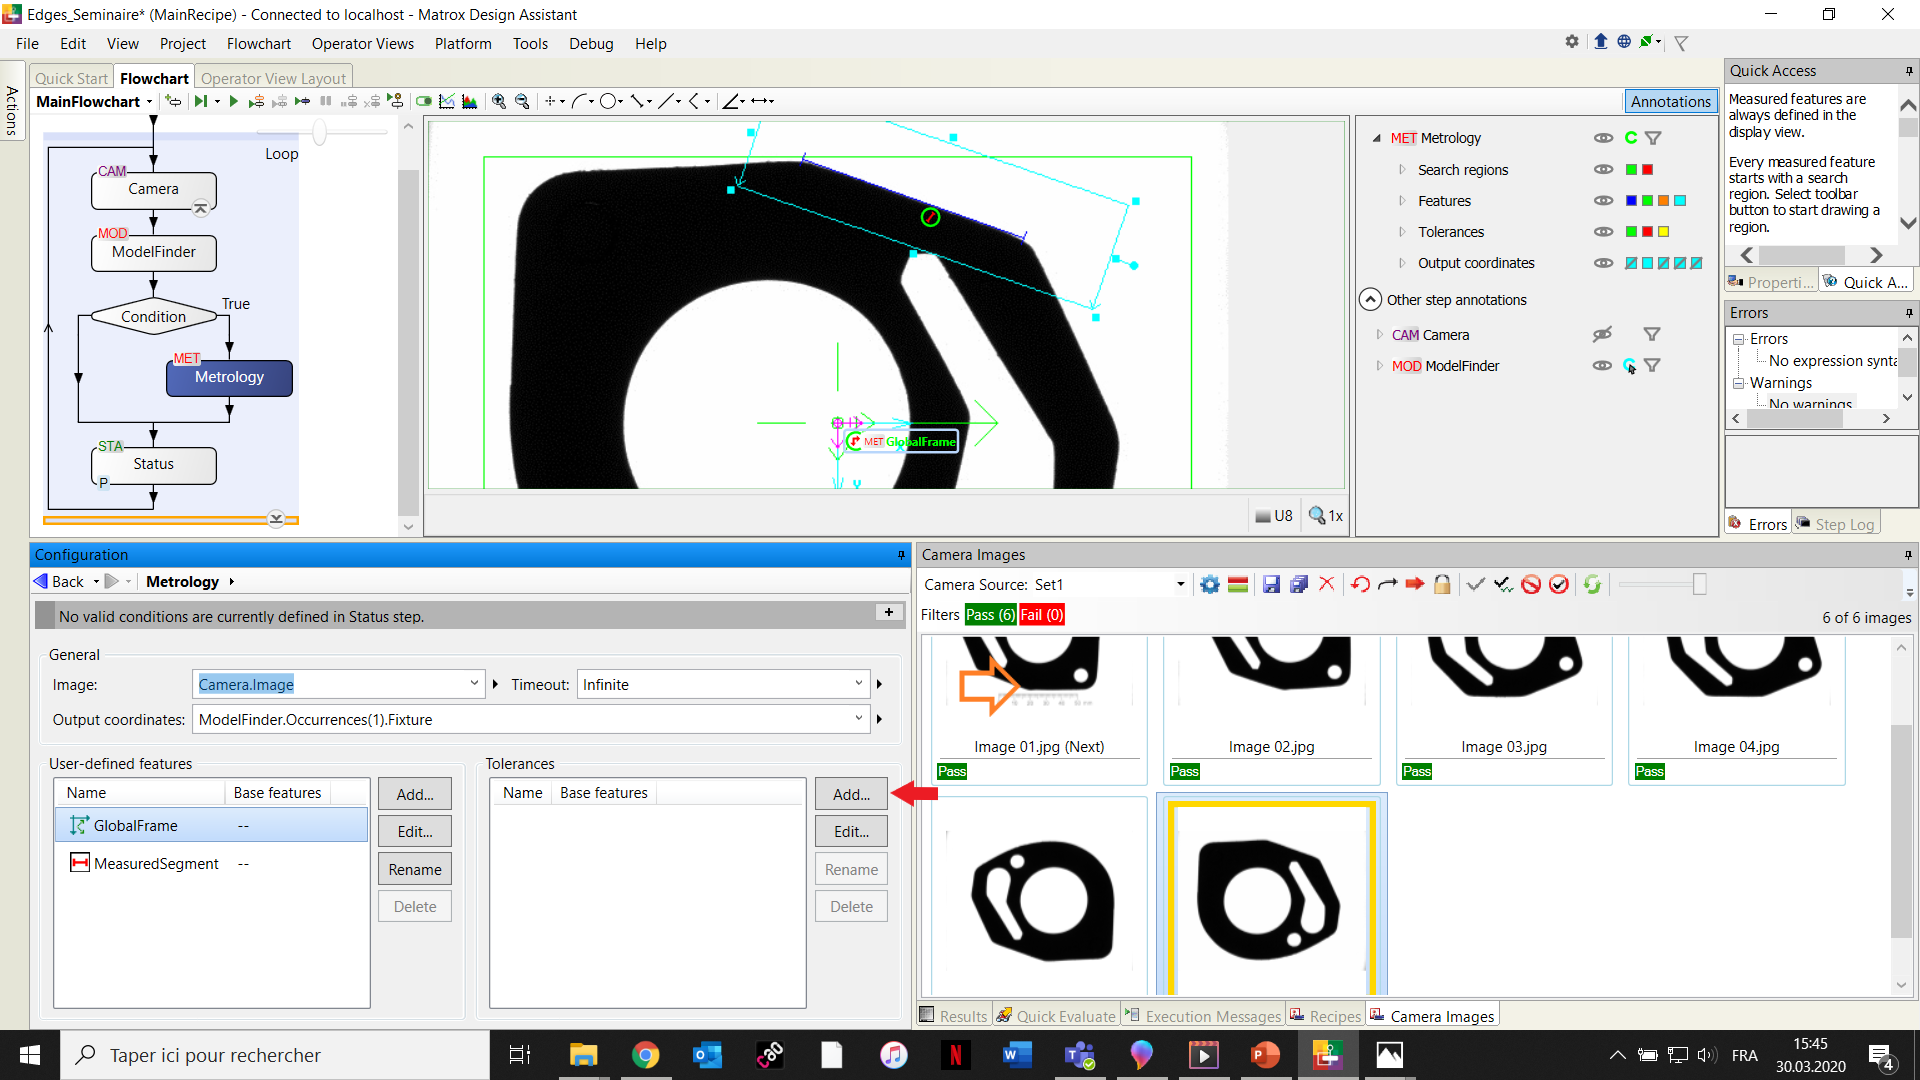 Edges_Seminaire* (MainRecipe) - Connected to localhost - Matrox Design Assistant
File Edit View Project Flowchart Operator Views Platform Tools Debug Help
Actions
Quick Start Flowchart Operator View Layout
MainFlowchart
Annotations
Loop
CAM
Camera
MOD
ModelFinder
Condition
True
MET
Metrology
STA
Status
P
MET GlobalFrame
X
Y
U8 1x
MET Metrology
Search regions
Features
Tolerances
Output coordinates
Other step annotations
CAM Camera
MOD ModelFinder
Quick Access
Measured features are
always defined in the
display view.
Every measured feature
starts with a search
region. Select toolbar
button to start drawing a
region.
Properti... Quick A...
Errors
Errors
No expression synta
Warnings
No warnings
Errors Step Log
Configuration
Back Metrology
No valid conditions are currently defined in Status step.
General
Image: Camera.Image Timeout: Infinite
Output coordinates: ModelFinder.Occurrences(1).Fixture
User-defined features
Name Base features
GlobalFrame --
MeasuredSegment --
Add...
Edit...
Rename
Delete
Tolerances
Name Base features
Add...
Edit...
Rename
Delete
Camera Images
Camera Source: Set1
Filters Pass (6) Fail (0)
6 of 6 images
Image 01.jpg (Next) Image 02.jpg Image 03.jpg Image 04.jpg
Pass Pass Pass Pass
Results Quick Evaluate Execution Messages Recipes Camera Images
Taper ici pour rechercher
FRA
15:45
30.03.2020
4